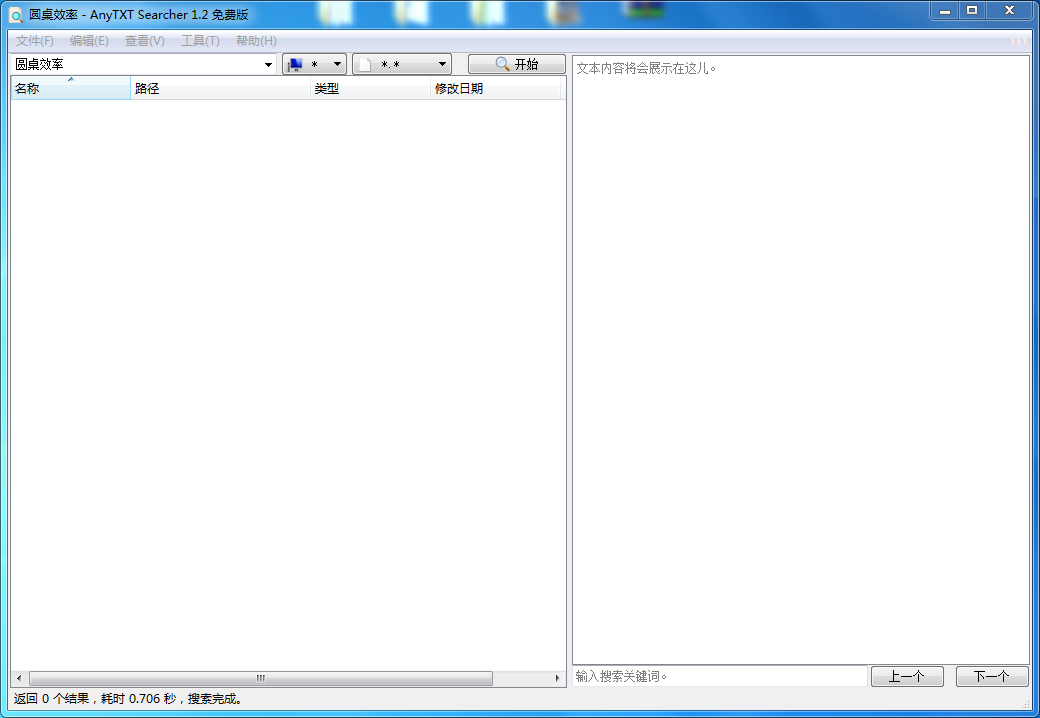 圆桌效率 - AnyTXT Searcher 1.2 免费版
文件(F) 编辑(E) 查看(V) 工具(T) 帮助(H)
圆桌效率 * *.* 开始
名称 路径 类型 修改日期
文本内容将会展示在这儿。
输入搜索关键词。 上一个 下一个
返回 0 个结果，耗时 0.706 秒，搜索完成。